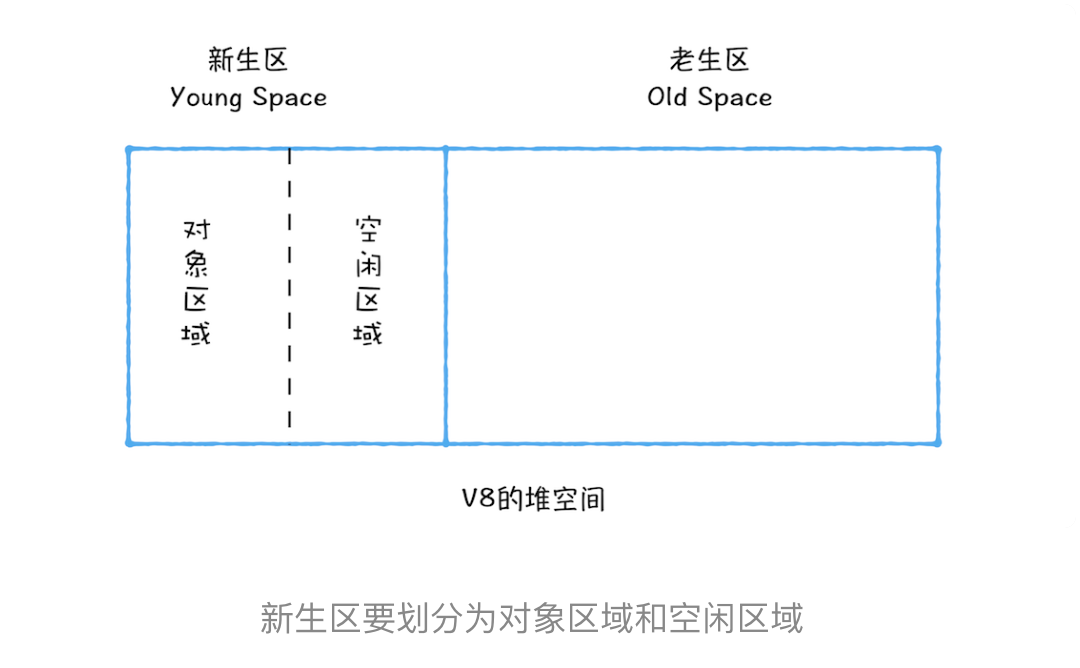 新生区
Young Space
老生区
Old Space
对象区域
空闲区域
V8的堆空间
新生区要划分为对象区域和空闲区域